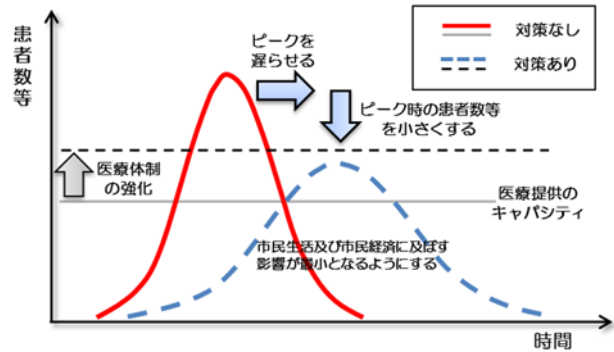 患者数等
ピークを
遅らせる
対策なし
対策あり
ピーク時の患者数等
を小さくする
医療体制
の強化
医療提供の
キャパシティ
市民生活及び市民経済に及ぼす
影響が最小となるようにする
時間